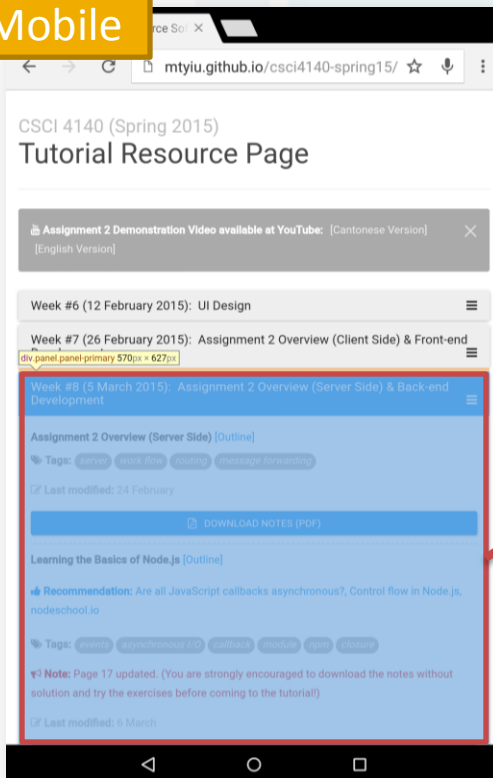 Mobile
rce Sol
mtyiu.github.io/csci4140-spring15/
CSCI 4140 (Spring 2015)
Tutorial Resource Page
Assignment 2 Demonstration Video available at YouTube: [Cantonese Version]
[English Version]
Week #6 (12 February 2015): UI Design
Week #7 (26 February 2015): Assignment 2 Overview (Client Side) & Front-end
div.panel.panel-primary 570px × 627px
Week #8 (5 March 2015): Assignment 2 Overview (Server Side) & Back-end
Development
Assignment 2 Overview (Server Side) [Outline]
Tags: server work flow routing message forwarding
Last modified: 24 February
DOWNLOAD NOTES (PDF)
Learning the Basics of Node.js [Outline]
Recommendation: Are all JavaScript callbacks asynchronous?, Control flow in Node.js,
nodeschool.io
Tags: events asynchronous I/O callback module npm closure
Note: Page 17 updated. (You are strongly encouraged to download the notes without
solution and try the exercises before coming to the tutorial!)
Last modified: 6 March